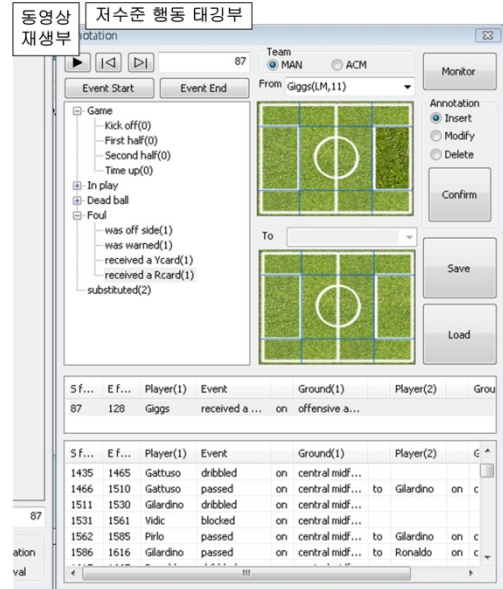 동영상
재생부
저수준 행동 태깅부
87
Team
MAN
ACM
Monitor
Event Start
Event End
From
Giggs(LM,11)
Annotation
Insert
Modify
Delete
Confirm
Game
Kick off(0)
First half(0)
Second half(0)
Time up(0)
In play
Dead ball
Foul
was off side(1)
was warned(1)
received a Ycard(1)
received a Rcard(1)
substituted(2)
To
Save
Load
S f... E f... Player(1) Event Ground(1) Player(2) Grou
87 128 Giggs received a ... on offensive a...
S f... E f... Player(1) Event Ground(1) Player(2)
1435 1465 Gattuso dribbled on central midf...
1466 1510 Gattuso passed on central midf... to Gilardino on
1511 1530 Gilardino dribbled on central midf...
1531 1561 Vidic blocked on central midf...
1562 1585 Pirlo passed on central midf... to Gilardino on
1586 1616 Gilardino passed on central midf... to Ronaldo on
87
ation
val